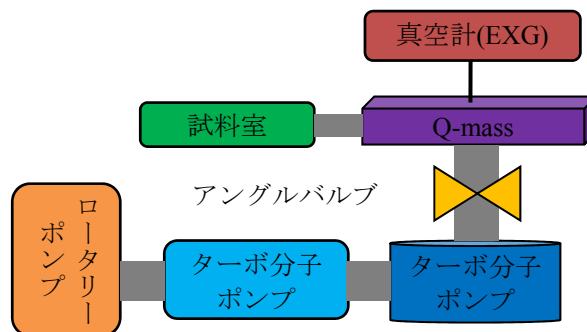 真空計(EXG)
試料室
Q-mass
アングルバルブ
ロータリー
ポンプ
ターボ分子
ポンプ
ターボ分子
ポンプ